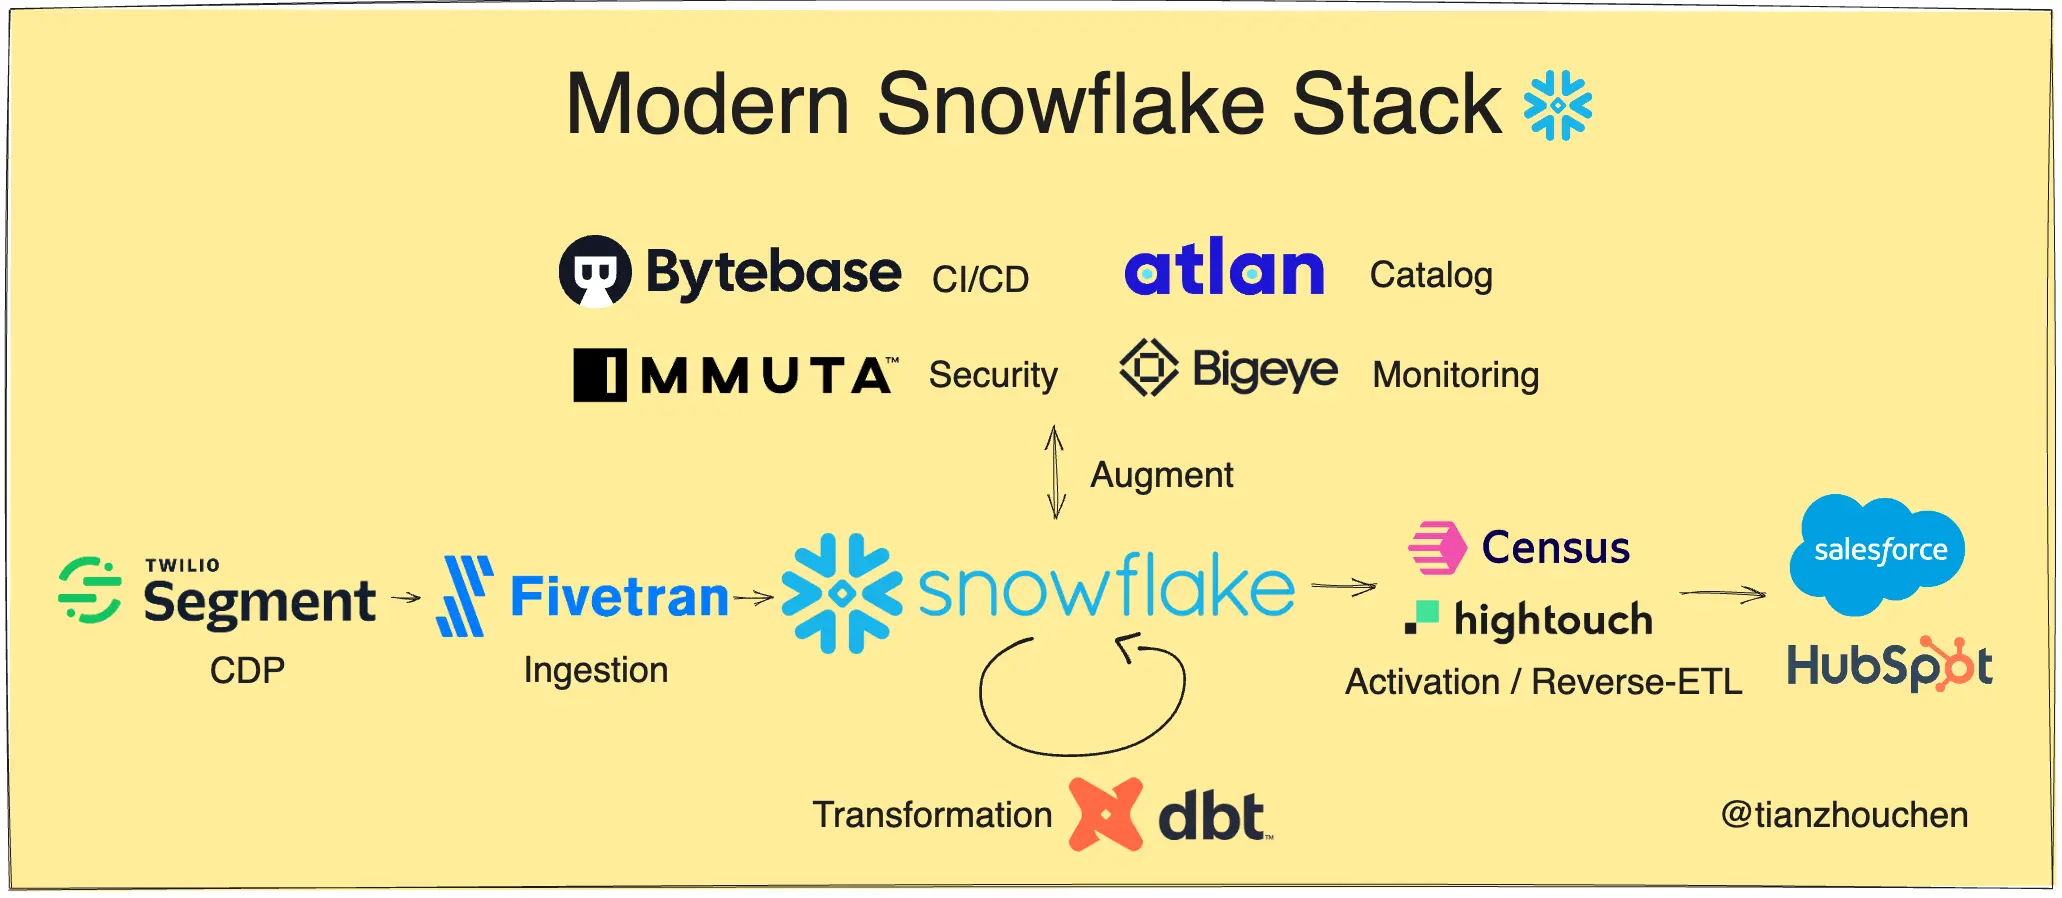 Modern Snowflake Stack
Bytebase CI/CD
atlan Catalog
IMMUTA™ Security
Bigeye Monitoring
Augment
TWILIO
Segment
CDP
Fivetran
Ingestion
snowflake
Census
hightouch
Activation / Reverse-ETL
salesforce
HubSpot
Transformation dbt™
@tianzhouchen